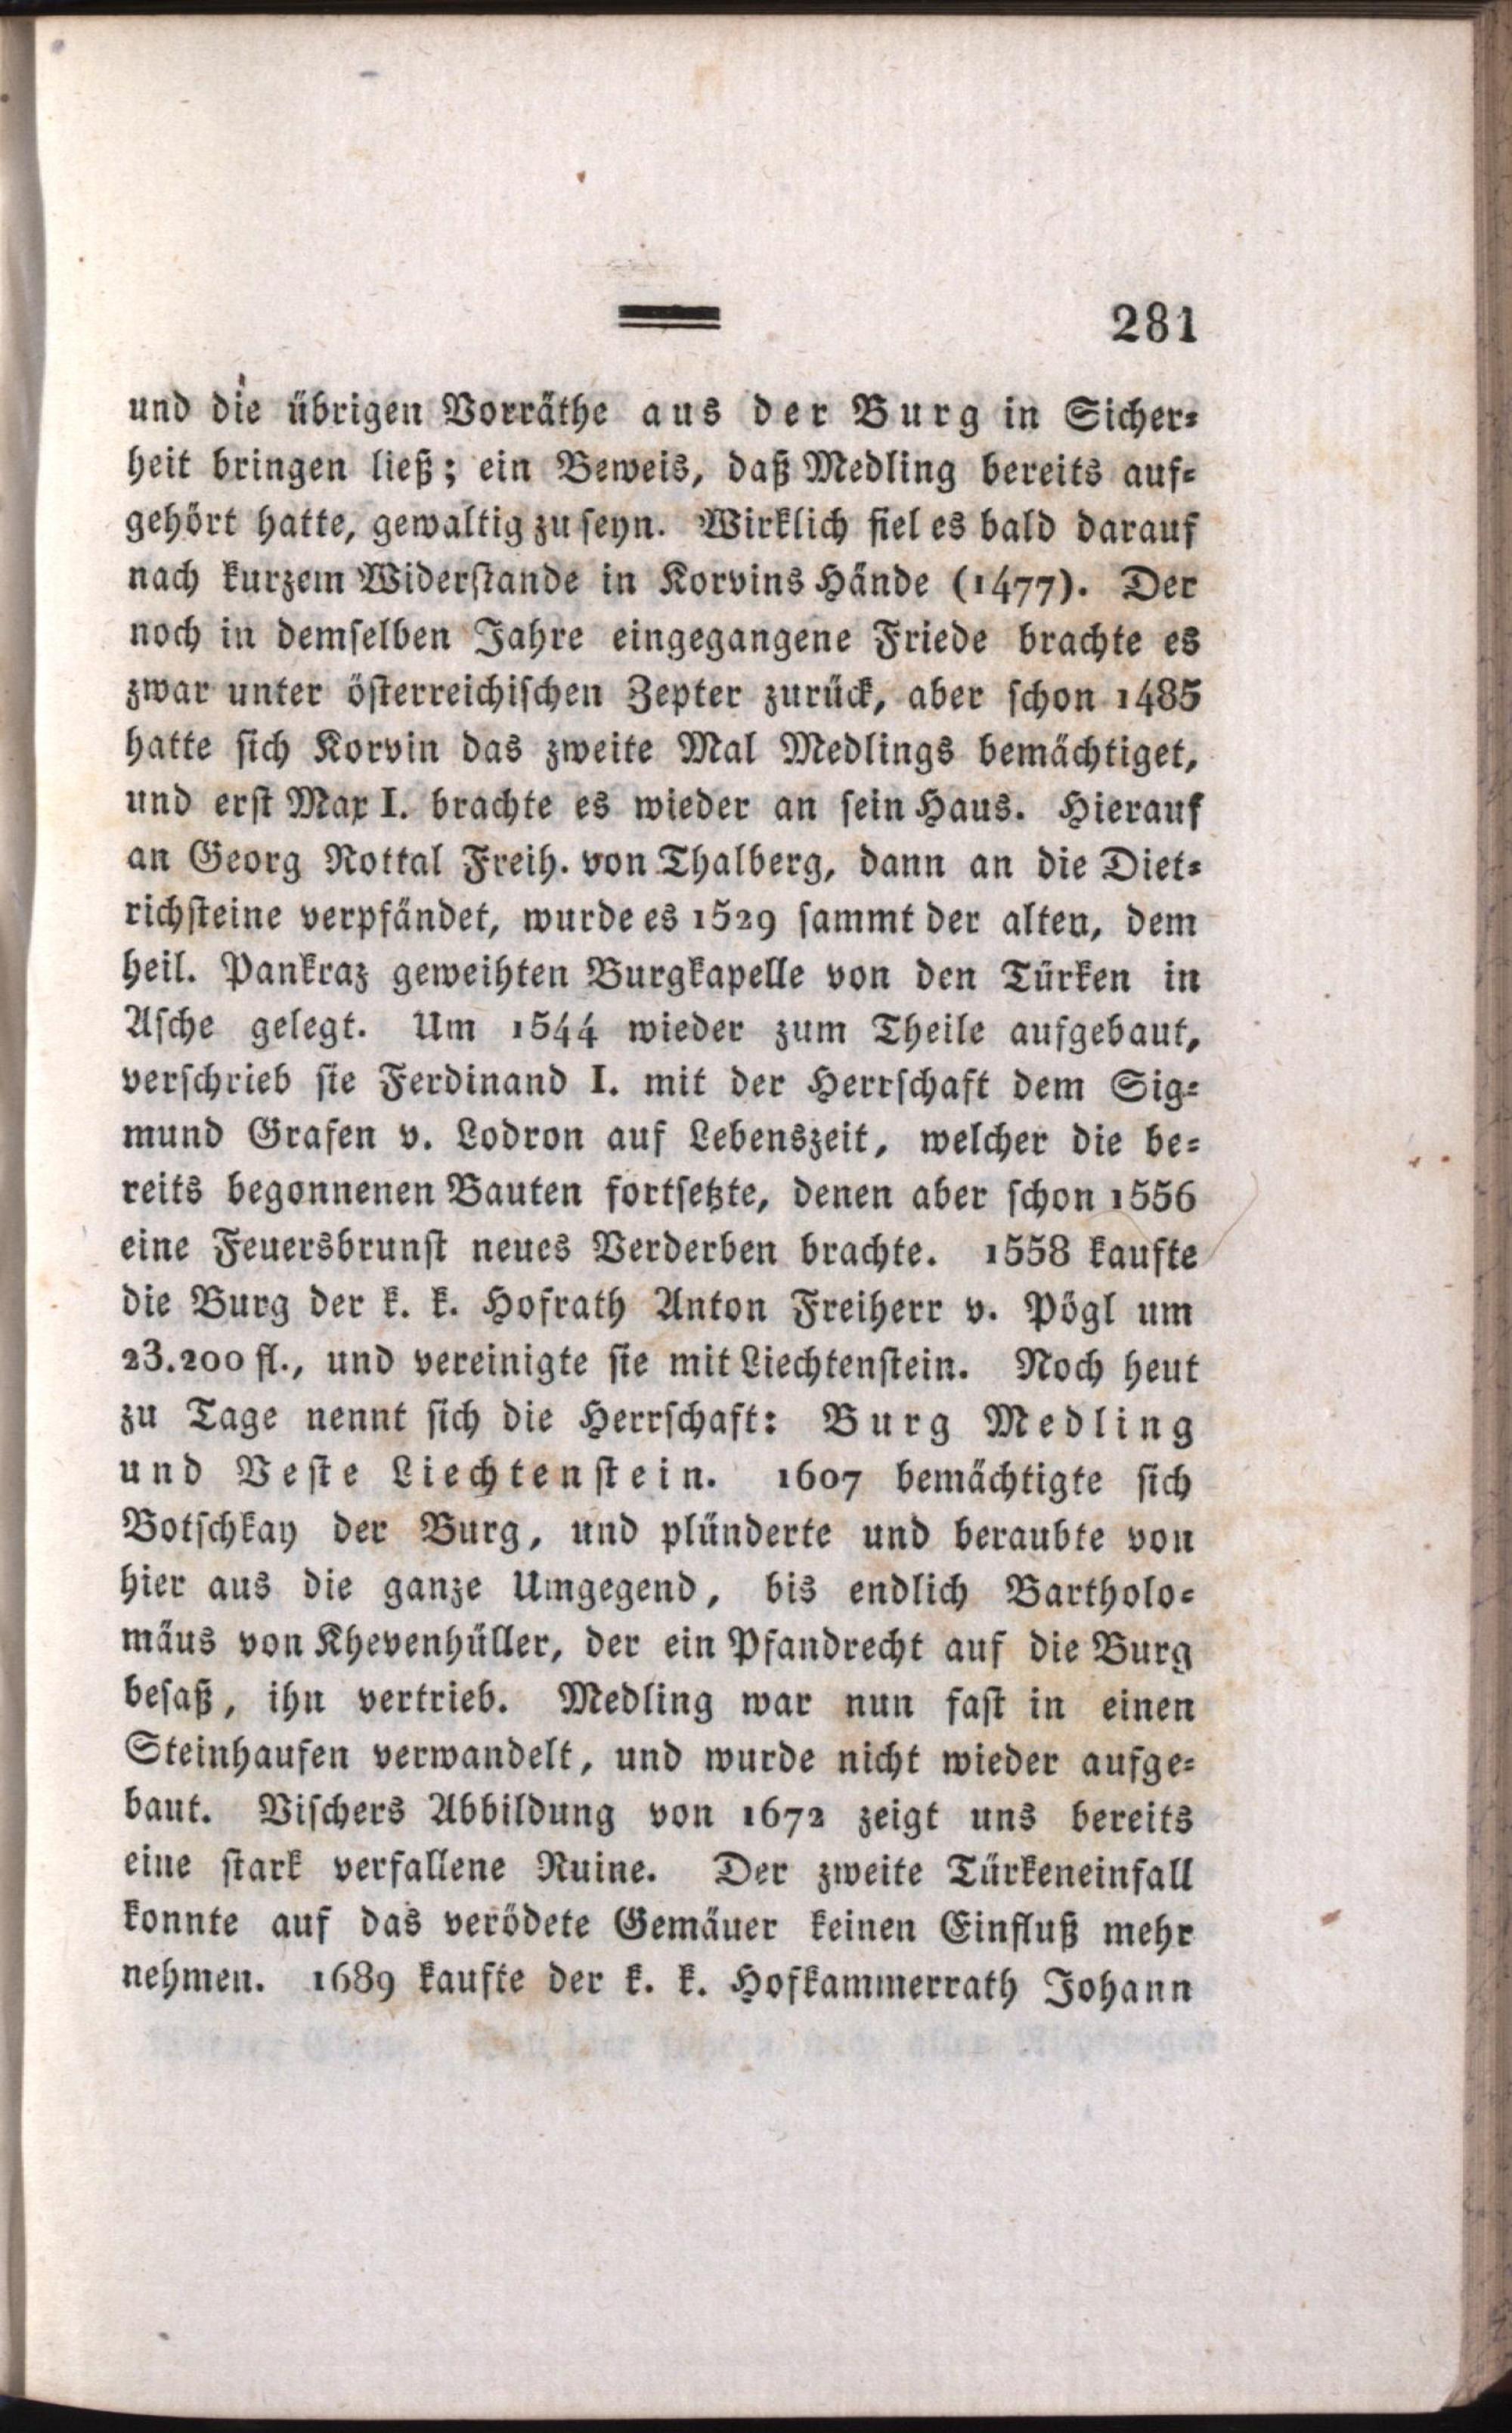 281
und die übrigen Vorräthe aus der Burg in Sicher-
heit bringen ließ; ein Beweis, daß Medling bereits auf-
gehört hatte, gewaltig zu seyn. Wirklich fiel es bald darauf
nach kurzem Widerstande in Korvins Hände (1477). Der
noch in demselben Jahre eingegangene Friede brachte es
zwar unter österreichischen Zepter zurück, aber schon 1485
hatte sich Korvin das zweite Mal Medlings bemächtiget,
und erst Max I. brachte es wieder an sein Haus. Hierauf
an Georg Rottal Freih. von Thalberg, dann an die Diet-
richsteine verpfändet, wurde es 1529 sammt der alten, dem
heil. Pankraz geweihten Burgkapelle von den Türken in
Asche gelegt. Um 1544 wieder zum Theile aufgebaut,
verschrieb sie Ferdinand I. mit der Herrschaft dem Sig-
mund Grafen v. Lodron auf Lebenszeit, welcher die be-
reits begonnenen Bauten fortsetzte, denen aber schon 1556
eine Feuersbrunst neues Verderben brachte. 1558 kaufte
die Burg der k. k. Hofrath Anton Freiherr v. Pögl um
23.200 fl., und vereinigte sie mit Liechtenstein. Noch heut
zu Tage nennt sich die Herrschaft: Burg Medling
und Veste Liechtenstein. 1607 bemächtigte sich
Botschkay der Burg, und plünderte und beraubte von
hier aus die ganze Umgegend, bis endlich Bartholo-
mäus von Khevenhüller, der ein Pfandrecht auf die Burg
besaß, ihn vertrieb. Medling war nun fast in einen
Steinhaufen verwandelt, und wurde nicht wieder aufge-
baut. Vischers Abbildung von 1672 zeigt uns bereits
eine stark verfallene Ruine. Der zweite Türkeneinfall
konnte auf das verödete Gemäuer keinen Einfluß mehr
nehmen. 1689 kaufte der k. k. Hofkammerrath Johann